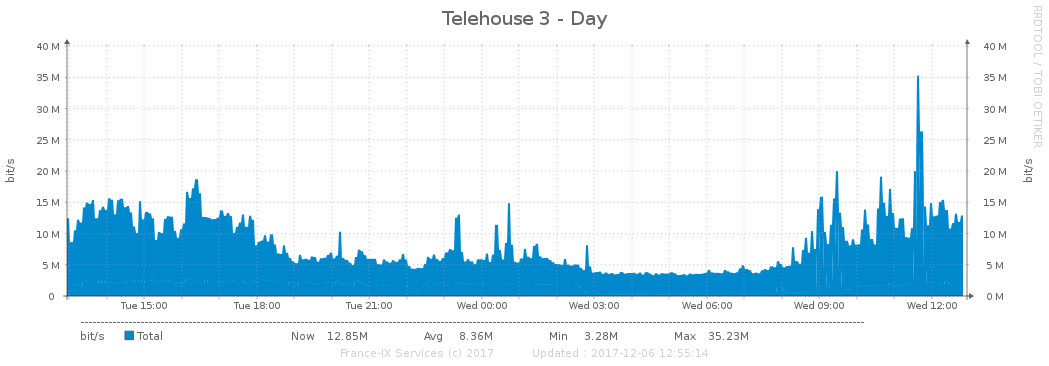 Telehouse 3 - Day
RRDTOOL / TOBI OETIKER
40 M 40 M
35 M 35 M
30 M 30 M
25 M 25 M
20 M 20 M
15 M 15 M
10 M 10 M
5 M 5 M
0 0 M
bit/s bit/s
Tue 15:00 Tue 18:00 Tue 21:00 Wed 00:00 Wed 03:00 Wed 06:00 Wed 09:00 Wed 12:00
bit/s Total Now 12.85M Avg 8.36M Min 3.28M Max 35.23M
France-IX Services (c) 2017 Updated : 2017-12-06 12:55:14